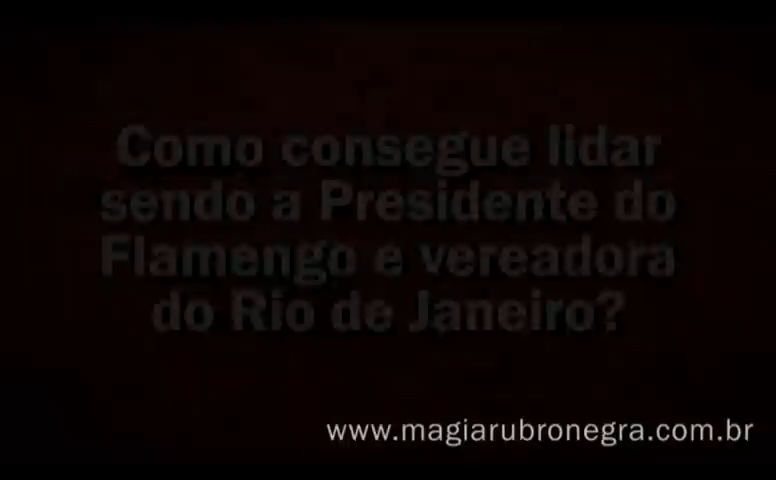 Como consegue lidar
sendo a Presidente do
Flamengo e vereadora
do Rio de Janeiro?
www.magiarubronegra.com.br